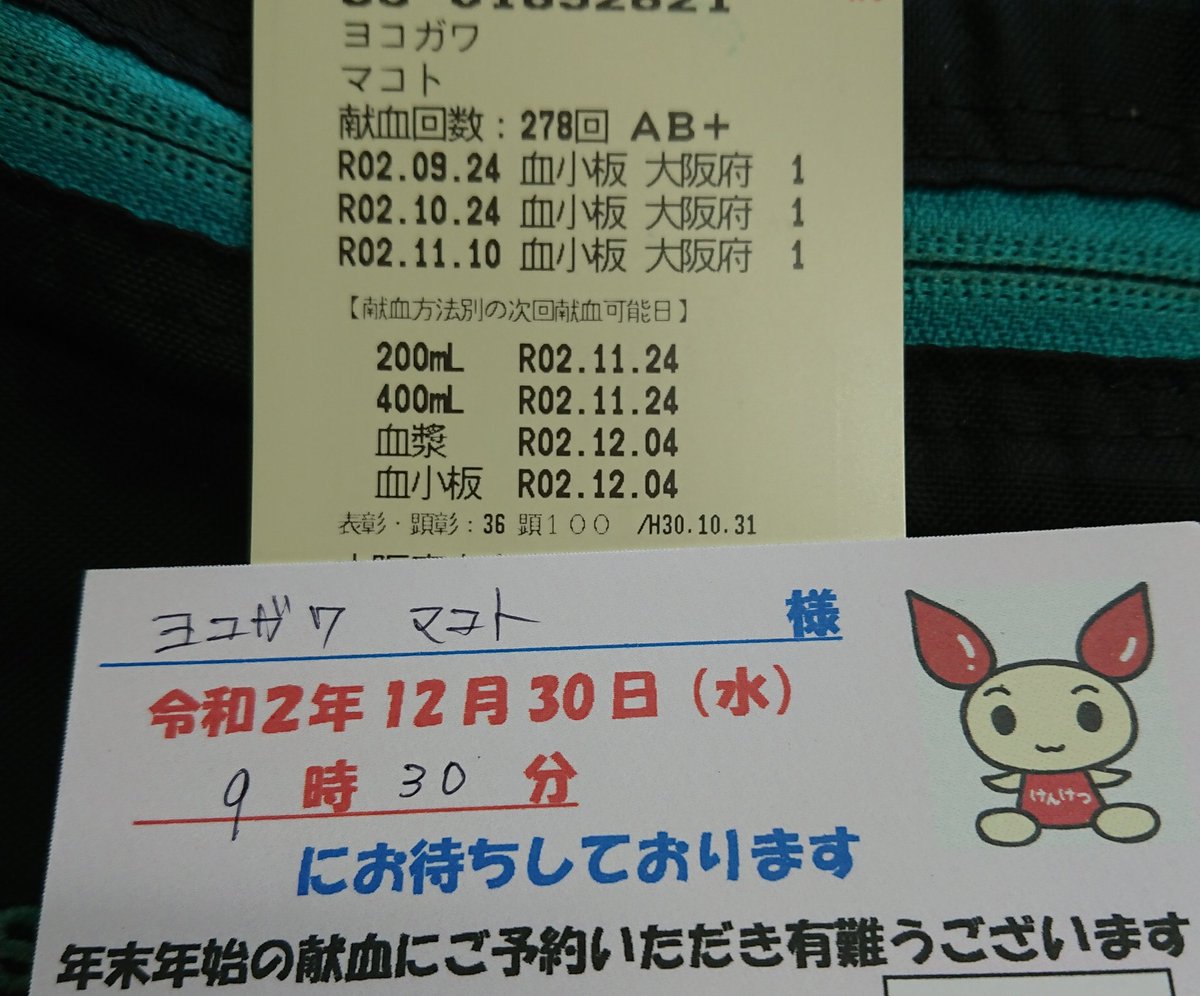 ヨコガワ
マコト
献血回数:278回 AB+
R02.09.24 血小板 大阪府 1
R02.10.24 血小板 大阪府 1
R02.11.10 血小板 大阪府 1
【献血方法別の次回献血可能日】
200mL R02.11.24
400mL R02.11.24
血漿 R02.12.04
血小板 R02.12.04
表彰・顕彰:36 顕100 /H30.10.31
ヨコガワ マコト 様
令和2年12月30日(水)
9時30分
けんけつ
にお待ちしております
年末年始の献血にご予約いただき有難うございます